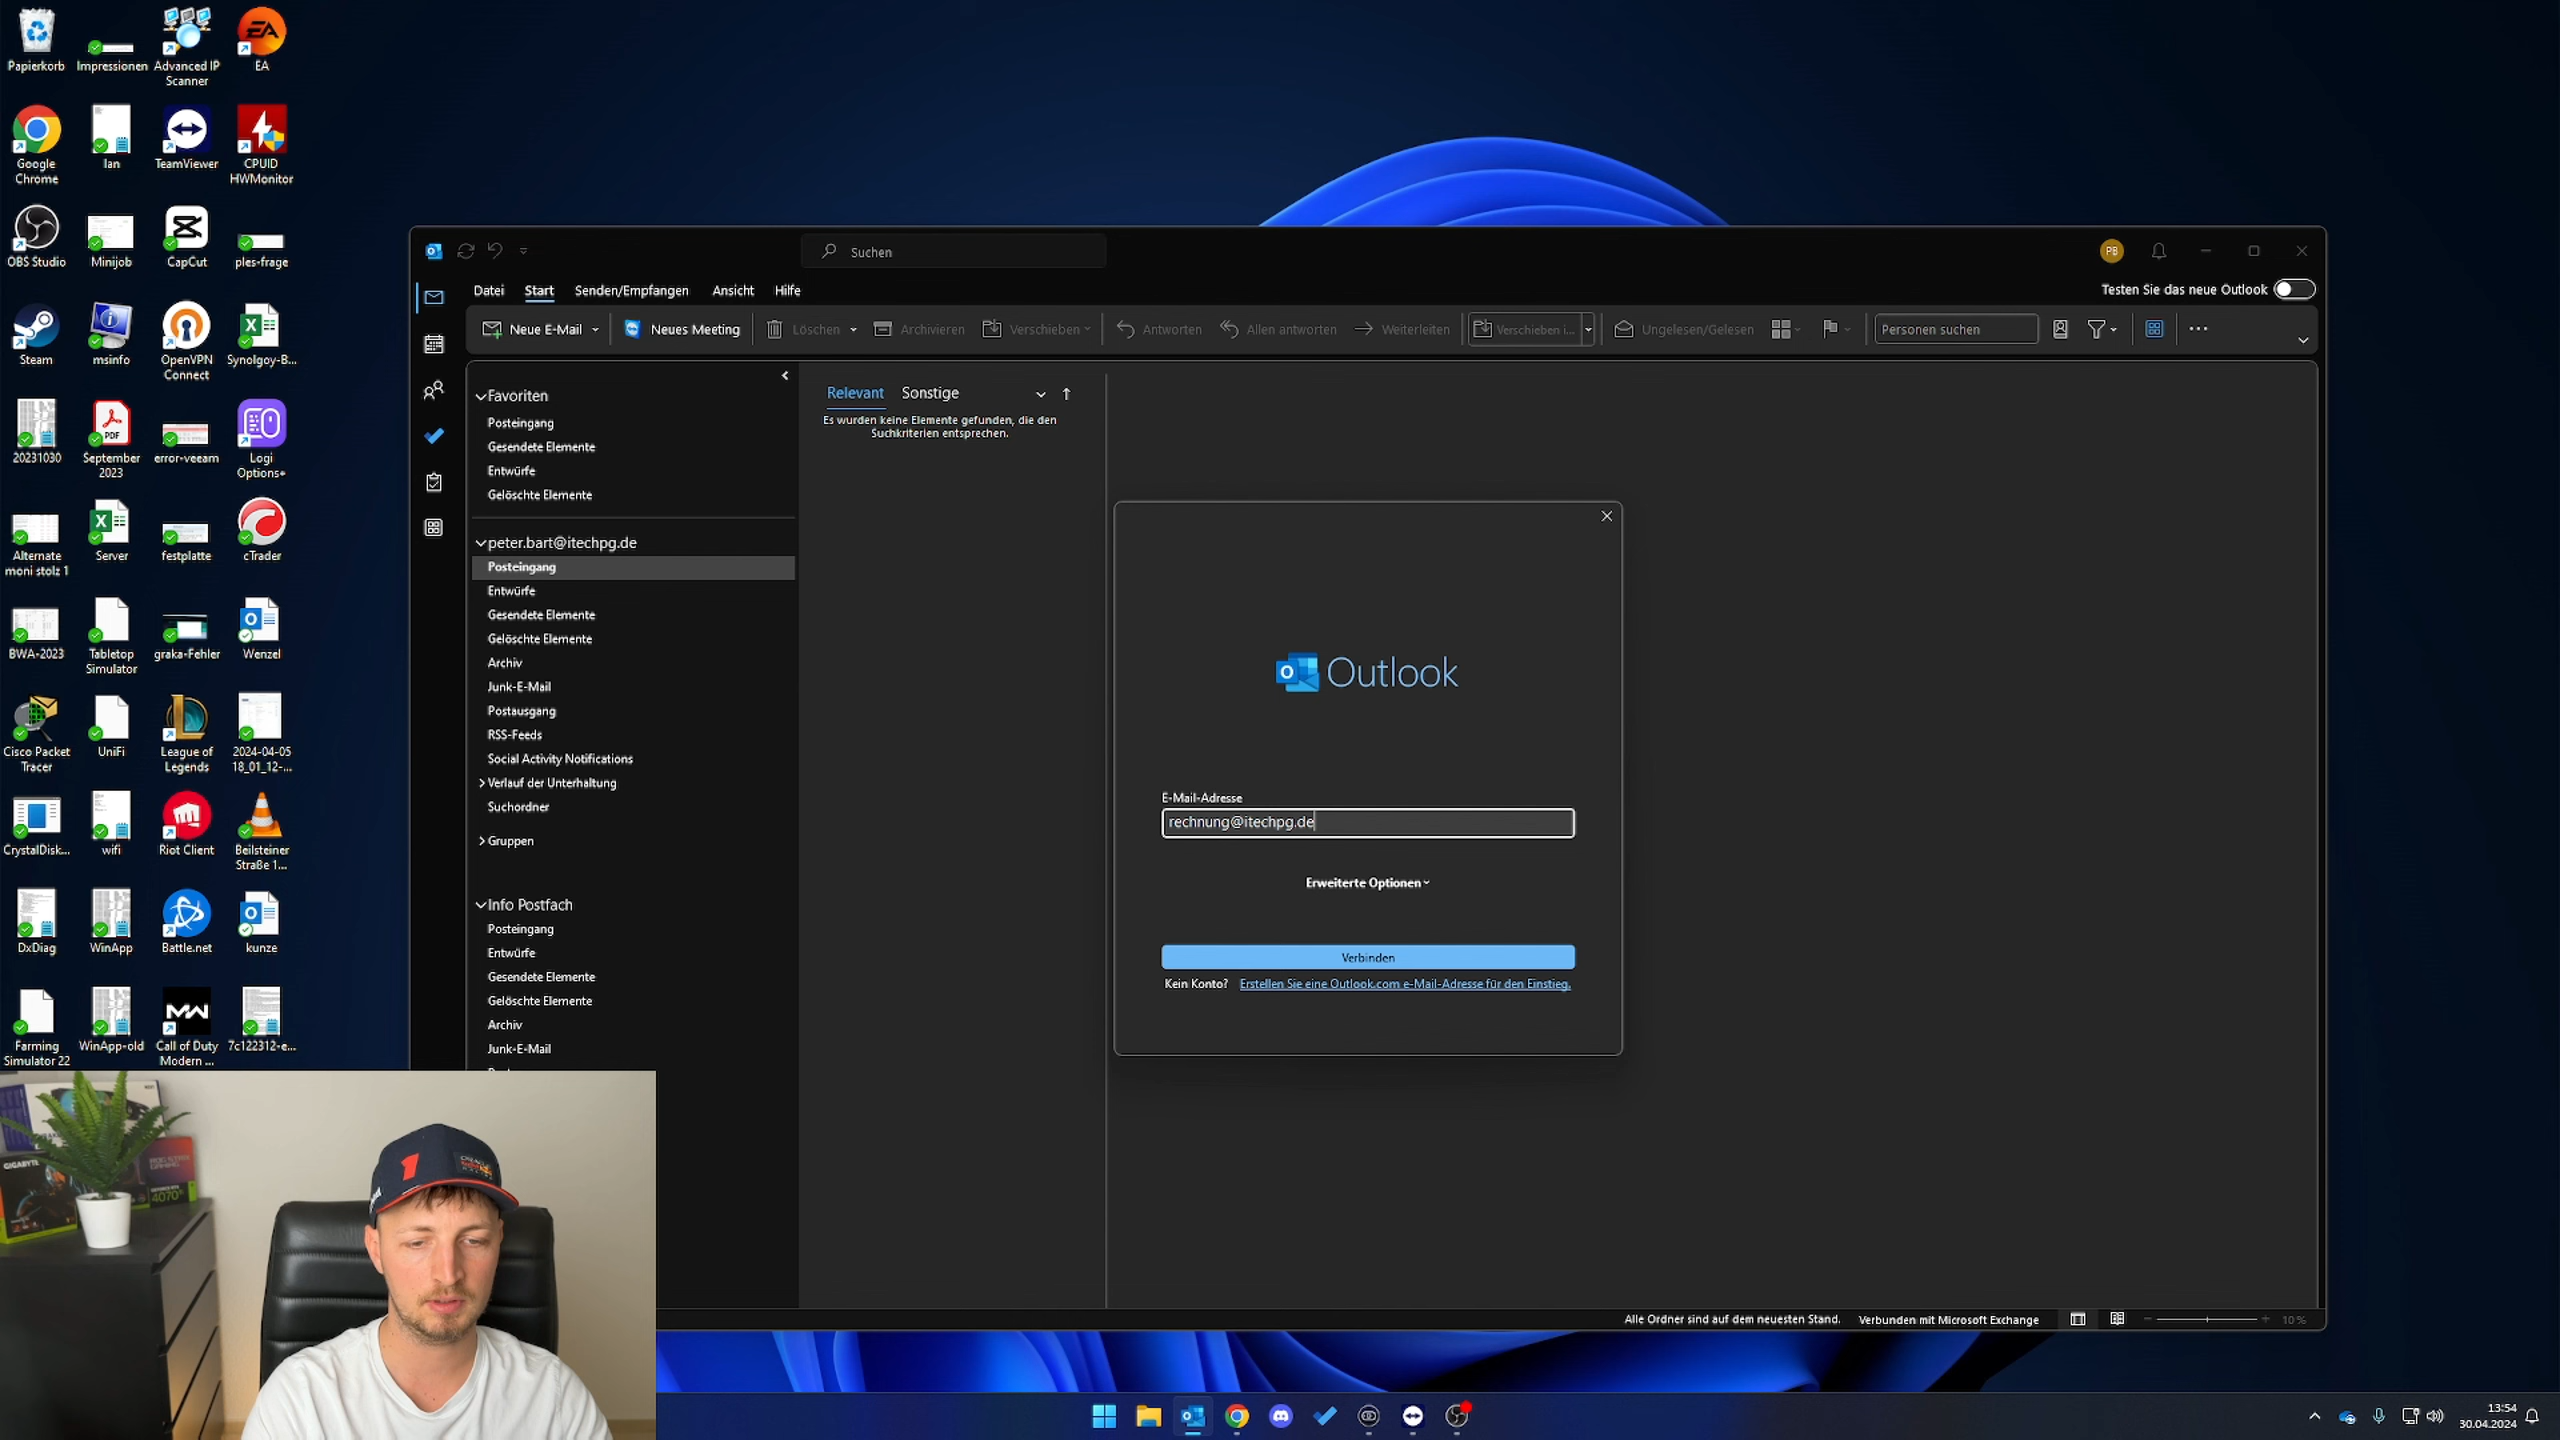 Papierkorb
Impressionen
Advanced IP
Scanner
EA
Google
Chrome
lan
TeamViewer
CPUID
HWMonitor
OBS Studio
Minijob
CapCut
ples-frage
Steam
msinfo
OpenVPN
Connect
Synolgoy-B...
20231030
September
2023
error-veeam
Logi
Options+
Alternate
moni stolz 1
Server
festplatte
cTrader
BWA-2023
Tabletop
Simulator
graka-Fehler
Wenzel
Cisco Packet
Tracer
UniFi
League of
Legends
2024-04-05
18_01_12-...
CrystalDisk...
wifi
Riot Client
Beilsteiner
Straße 1...
DxDiag
WinApp
Battle.net
kunze
Farming
Simulator 22
WinApp-old
Call of Duty
Modern ...
7c122312-e...
Suchen
PB
Datei Start Senden/Empfangen Ansicht Hilfe
Testen Sie das neue Outlook
Neue E-Mail Neues Meeting Löschen Archivieren Verschieben Antworten Allen antworten Weiterleiten Verschieben i... Ungelesen/Gelesen Personen suchen
Favoriten
Posteingang
Gesendete Elemente
Entwürfe
Gelöschte Elemente
peter.bart@itechpg.de
Posteingang
Entwürfe
Gesendete Elemente
Gelöschte Elemente
Archiv
Junk-E-Mail
Postausgang
RSS-Feeds
Social Activity Notifications
Verlauf der Unterhaltung
Suchordner
Gruppen
Info Postfach
Posteingang
Entwürfe
Gesendete Elemente
Gelöschte Elemente
Archiv
Junk-E-Mail
Relevant Sonstige
Es wurden keine Elemente gefunden, die den
Suchkriterien entsprechen.
Outlook
E-Mail-Adresse
rechnung@itechpg.de
Erweiterte Optionen
Verbinden
Kein Konto? Erstellen Sie eine Outlook.com e-Mail-Adresse für den Einstieg.
GIGABYTE
4070
1
Alle Ordner sind auf dem neuesten Stand. Verbunden mit Microsoft Exchange 10 %
13:54
30.04.2024